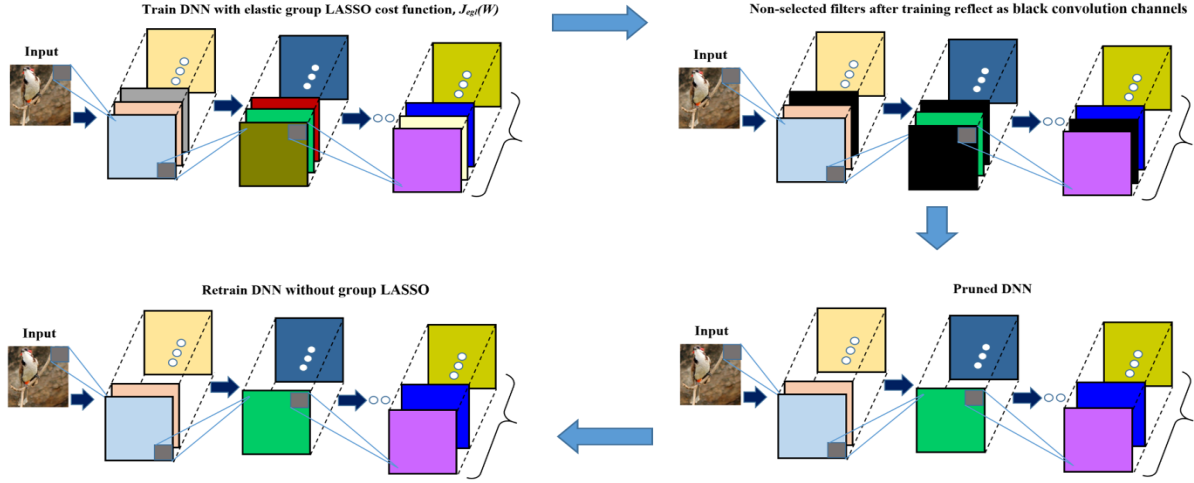 Train DNN with elastic group LASSO cost function, J_egl(W)
Non-selected filters after training reflect as black convolution channels
Input
Input
Retrain DNN without group LASSO
Pruned DNN
Input
Input